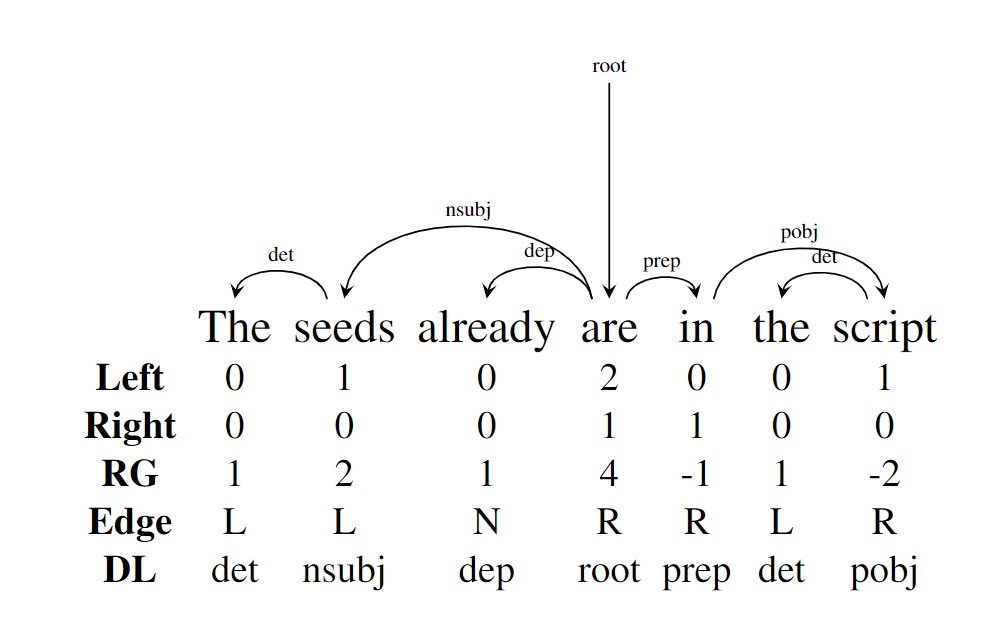 root
nsubj
pobj
det dep prep det
The seeds already are in the script
Left 0 1 0 2 0 0 1
Right 0 0 0 1 1 0 0
RG 1 2 1 4 -1 1 -2
Edge L L N R R L R
DL det nsubj dep root prep det pobj